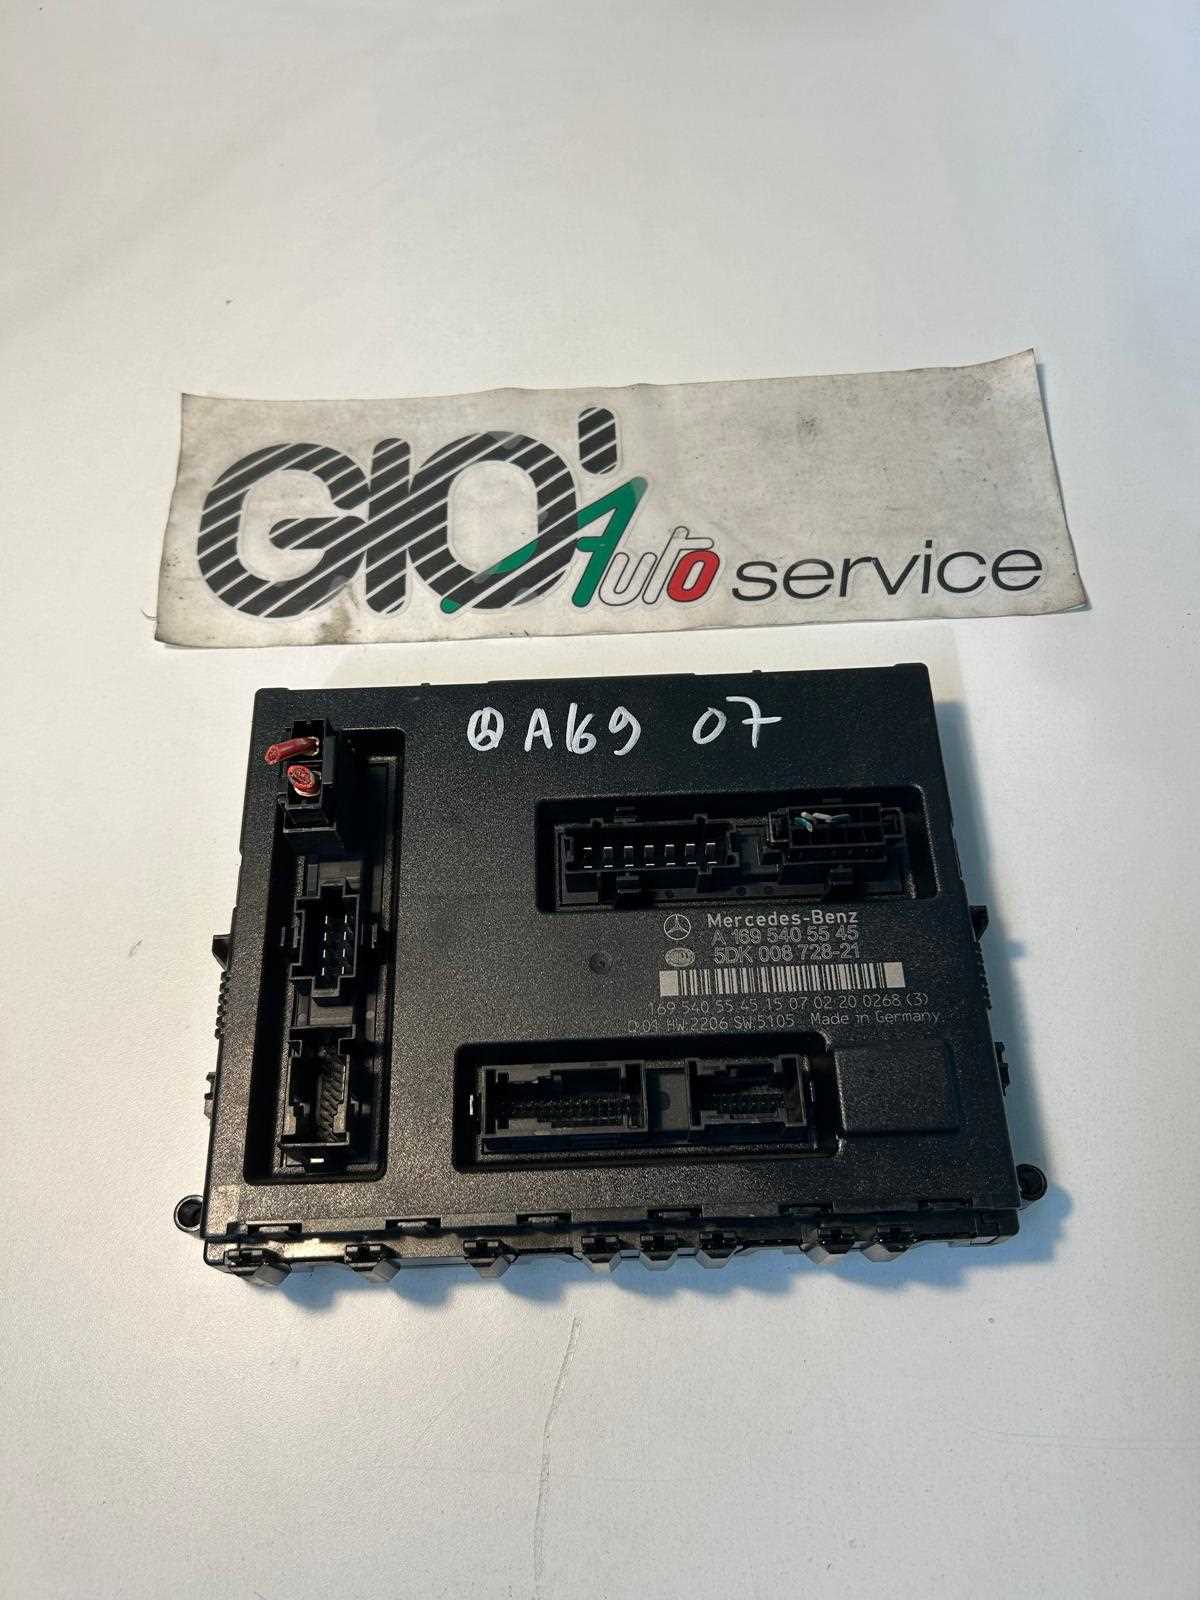 GIO' Auto service
A169 07
Mercedes-Benz
A 169 540 55 45
5DK 008 728-21
169 540 55 45 15 07 02 20 0268 (3)
Q:01 HW:2206 SW:5105 Made in Germany